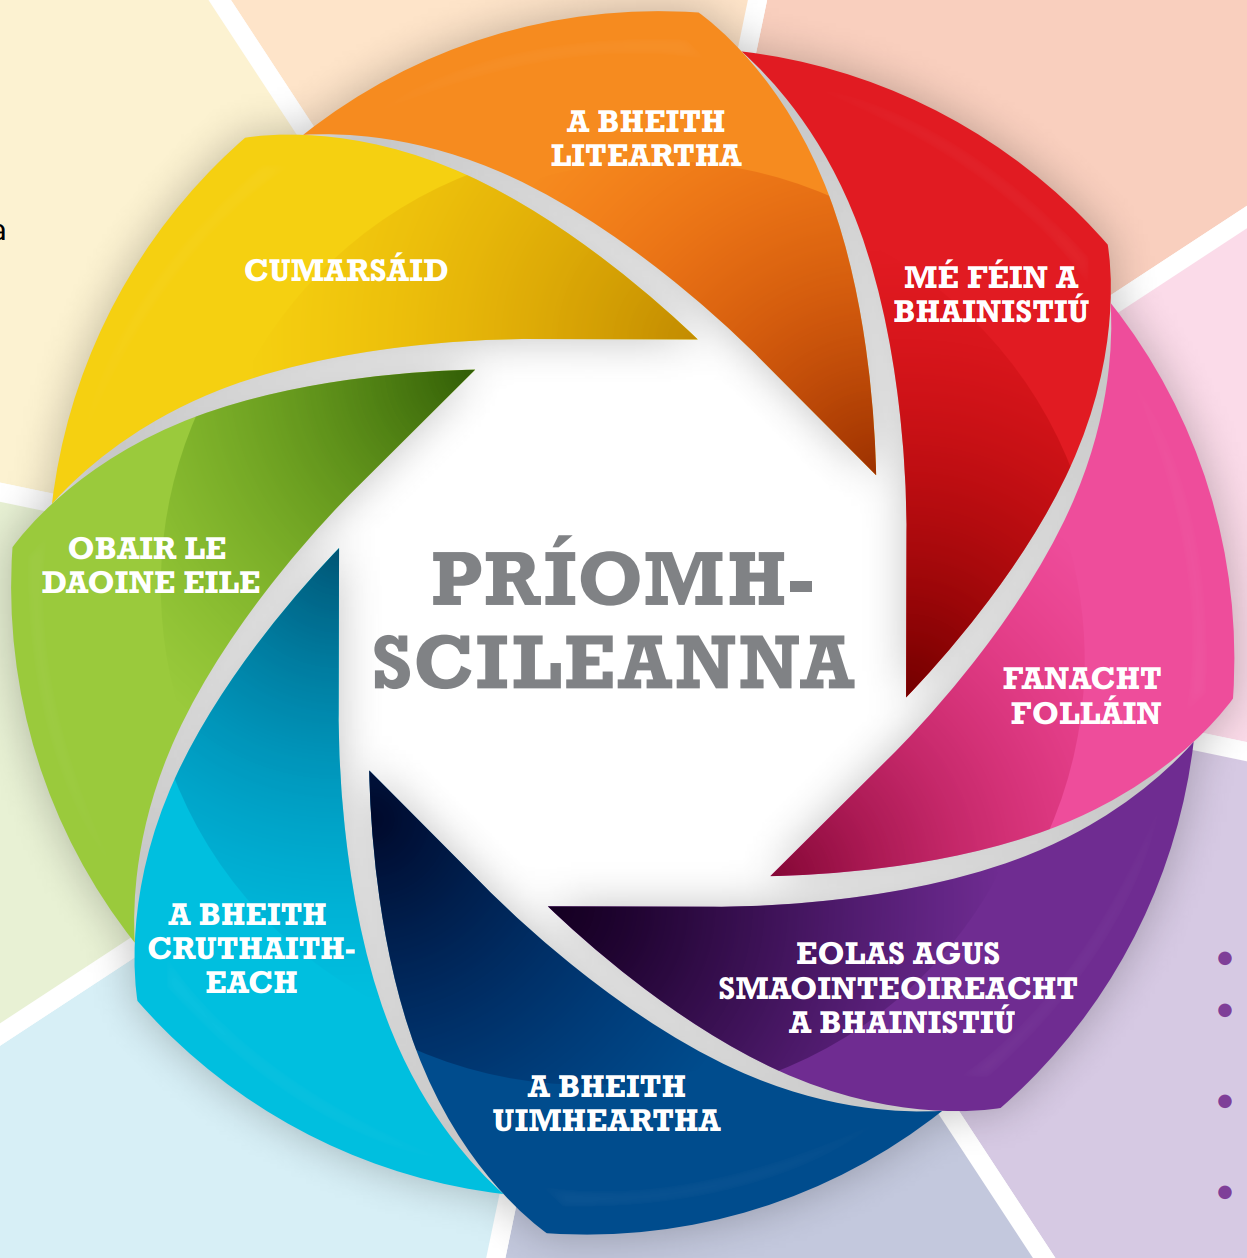 A BHEITH
LITEARTHA
MÉ FÉIN A
BHAINISTIÚ
CUMARSÁID
OBAIR LE
DAOINE EILE
PRÍOMH-
SCILEANNA
FANACHT
FOLLÁIN
A BHEITH
CRUTHAITH-
EACH
EOLAS AGUS
SMAOINTEOIREACHT
A BHAINISTIÚ
A BHEITH
UIMHEARTHA